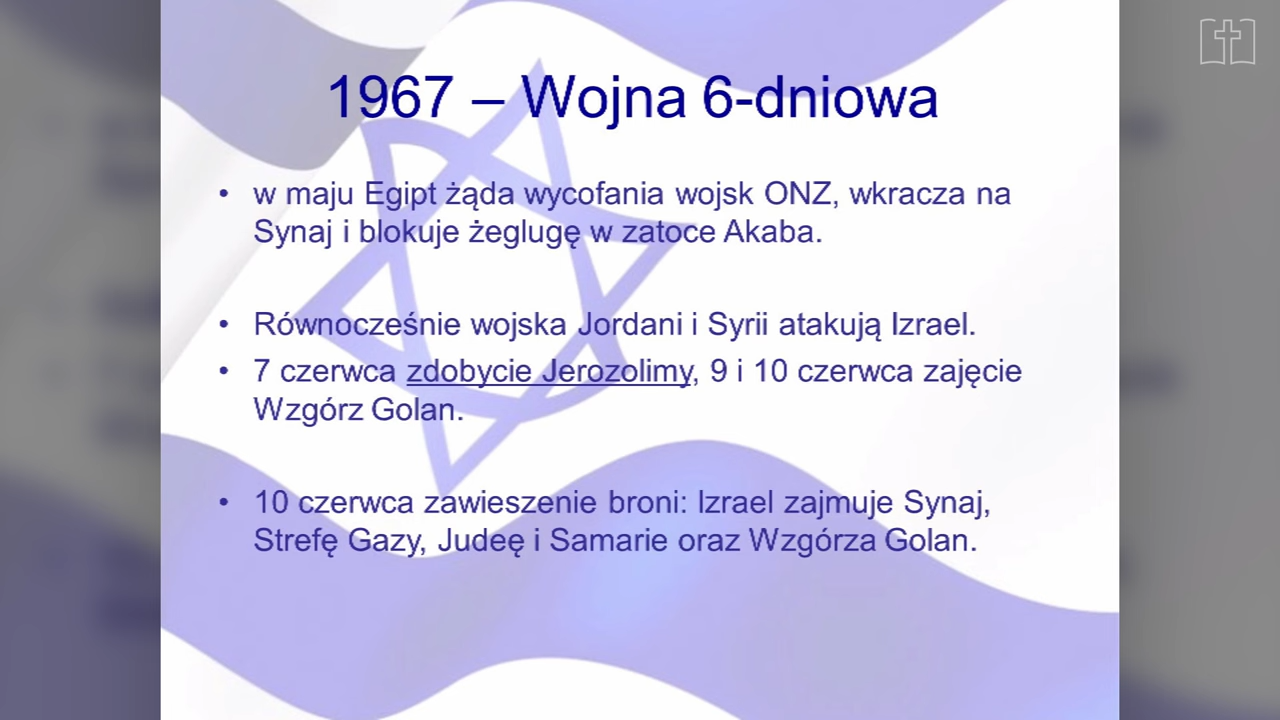 1967 – Wojna 6-dniowa
• w maju Egipt żąda wycofania wojsk ONZ, wkracza na
Synaj i blokuje żeglugę w zatoce Akaba.
• Równocześnie wojska Jordani i Syrii atakują Izrael.
• 7 czerwca zdobycie Jerozolimy, 9 i 10 czerwca zajęcie
Wzgórz Golan.
• 10 czerwca zawieszenie broni: Izrael zajmuje Synaj,
Strefę Gazy, Judeę i Samarie oraz Wzgórza Golan.